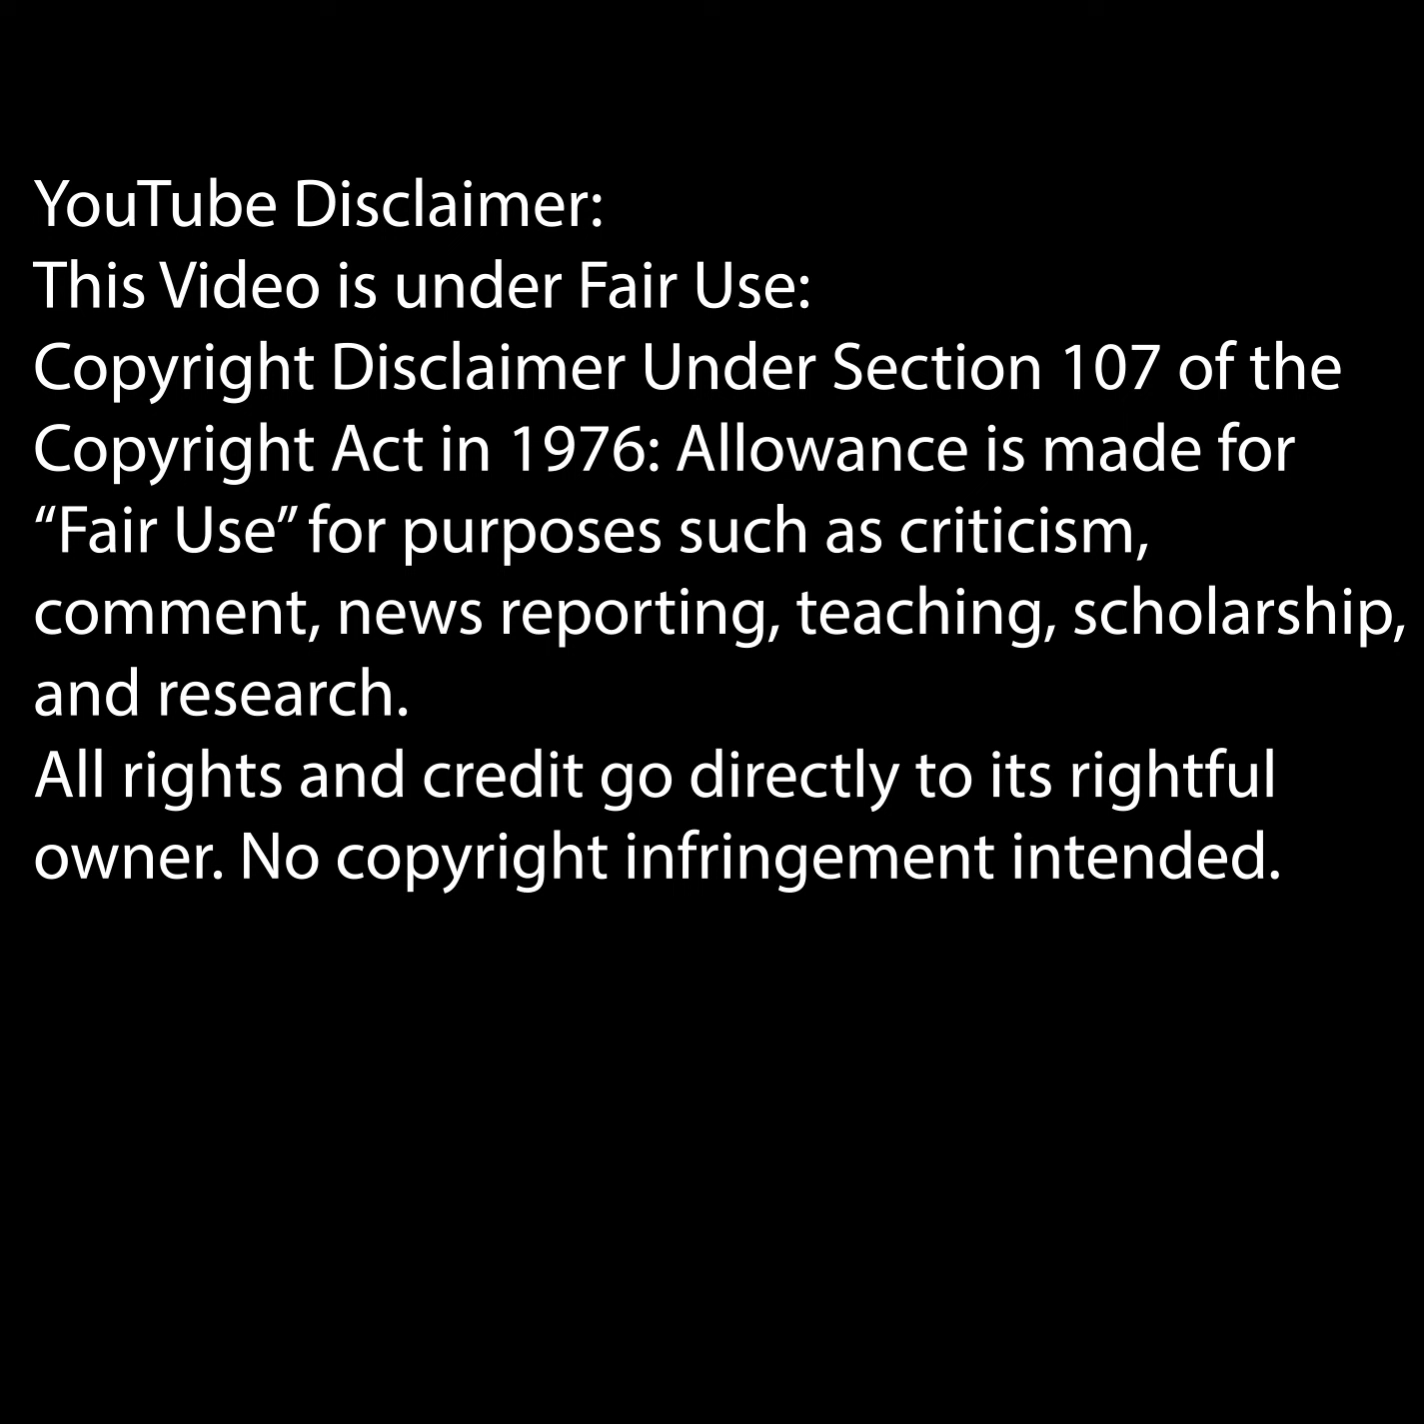 YouTube Disclaimer:
This Video is under Fair Use:
Copyright Disclaimer Under Section 107 of the
Copyright Act in 1976: Allowance is made for
“Fair Use” for purposes such as criticism,
comment, news reporting, teaching, scholarship,
and research.
All rights and credit go directly to its rightful
owner. No copyright infringement intended.